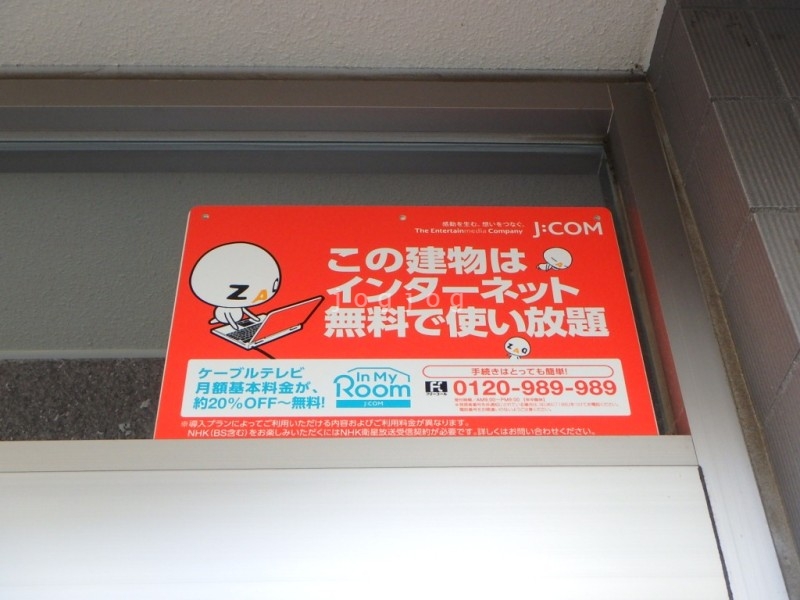 感動を生む。想いをつなぐ。
The Entertainmedia Company
J:COM
この建物は
インターネット
無料で使い放題
ZAQ
ZAQ
ケーブルテレビ
月額基本料金が、
約20%OFF〜無料!
In My
Room
J:COM
手続きはとっても簡単!
0120-989-989
※導入プランによってご利用いただける内容およびご利用料金が異なります。
NHK(BS含む)をお楽しみいただくにはNHK衛星放送受信契約が必要です。詳しくはお問い合わせください。